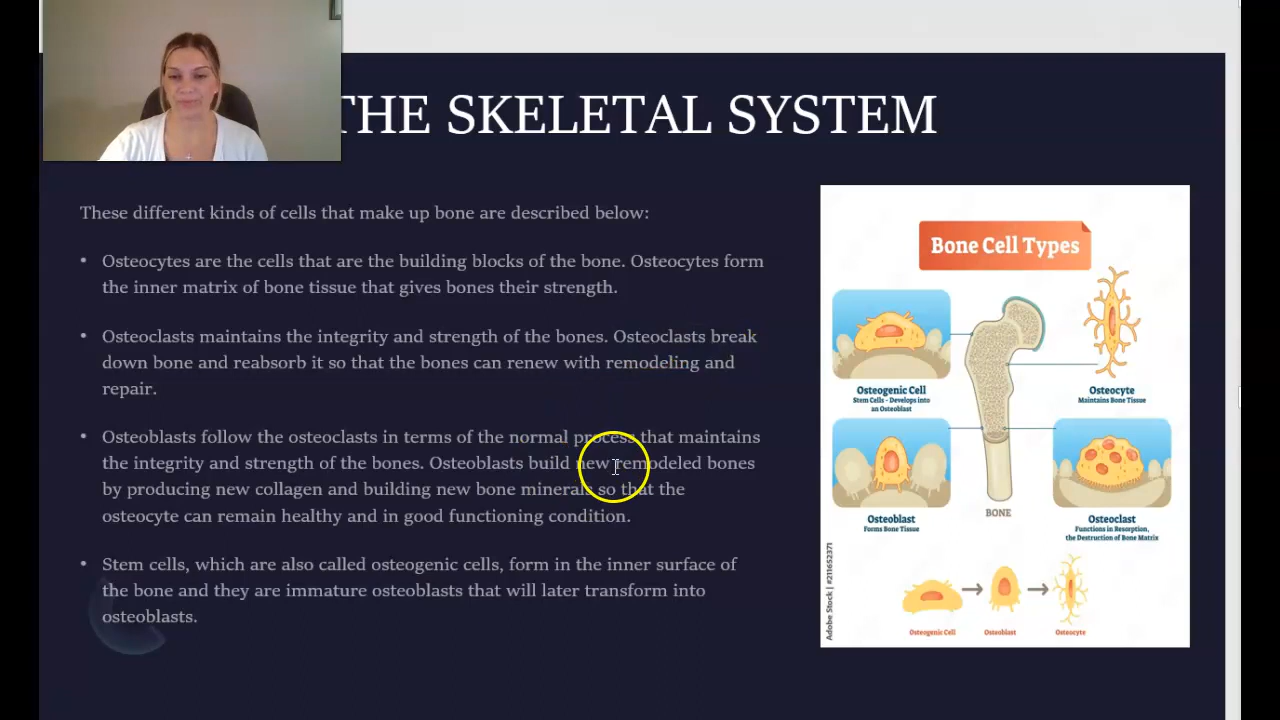 THE SKELETAL SYSTEM
These different kinds of cells that make up bone are described below:
• Osteocytes are the cells that are the building blocks of the bone. Osteocytes form
the inner matrix of bone tissue that gives bones their strength.
• Osteoclasts maintains the integrity and strength of the bones. Osteoclasts break
down bone and reabsorb it so that the bones can renew with remodeling and
repair.
• Osteoblasts follow the osteoclasts in terms of the normal process that maintains
the integrity and strength of the bones. Osteoblasts build new remodeled bones
by producing new collagen and building new bone minerals so that the
osteocyte can remain healthy and in good functioning condition.
• Stem cells, which are also called osteogenic cells, form in the inner surface of
the bone and they are immature osteoblasts that will later transform into
osteoblasts.
Bone Cell Types
Osteogenic Cell
Stem Cells - Develops into
an Osteoblast
Osteocyte
Maintains Bone Tissue
Osteoblast
Forms Bone Tissue
BONE
Osteoclast
Functions in Resorption,
the Destruction of Bone Matrix
Osteogenic Cell
Osteoblast
Osteocyte
Adobe Stock | #211652371